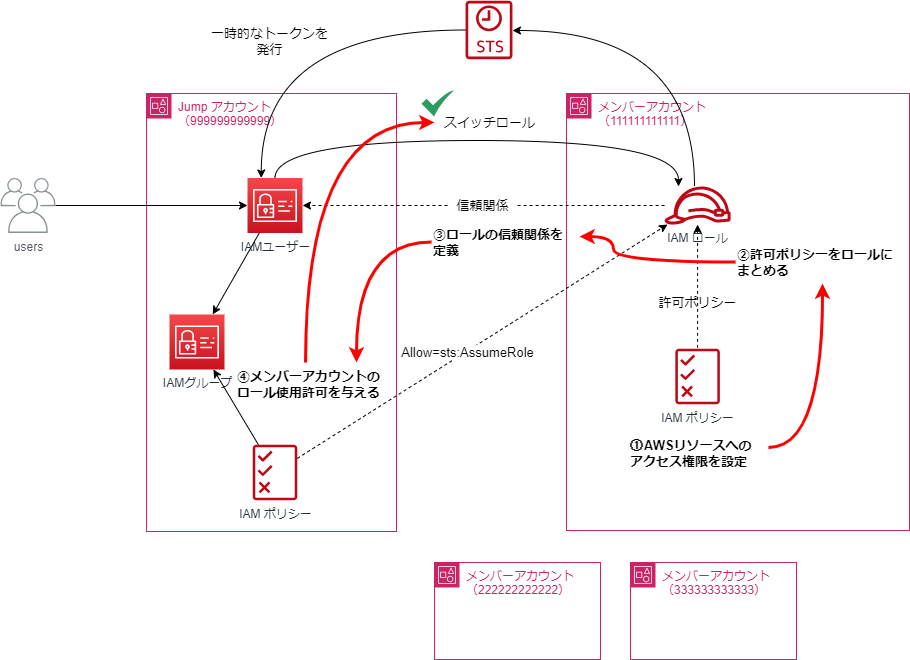 一時的なトークンを
発行
STS
Jump アカウント
（999999999999）
スイッチロール
メンバーアカウント
（111111111111）
users
IAMユーザー
信頼関係
IAM ロール
③ロールの信頼関係を
定義
②許可ポリシーをロールに
まとめる
許可ポリシー
Allow=sts:AssumeRole
IAMグループ
④メンバーアカウントの
ロール使用許可を与える
IAM ポリシー
①AWSリソースへの
アクセス権限を設定
IAM ポリシー
メンバーアカウント
（222222222222）
メンバーアカウント
（333333333333）